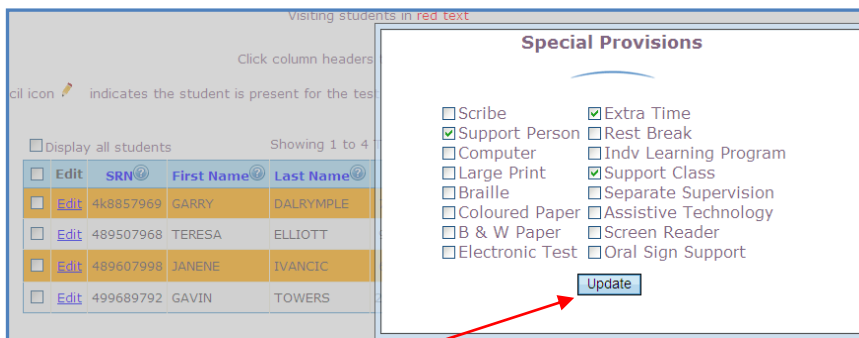 Visiting students in red text
Click column headers
cil icon indicates the student is present for the test
Display all students Showing 1 to 4
Edit SRN First Name Last Name
Edit 4k8857969 GARRY DALRYMPLE
Edit 489507968 TERESA ELLIOTT
Edit 489607998 JANENE IVANCIC
Edit 499689792 GAVIN TOWERS
Special Provisions
Scribe Extra Time
Support Person Rest Break
Computer Indv Learning Program
Large Print Support Class
Braille Separate Supervision
Coloured Paper Assistive Technology
B & W Paper Screen Reader
Electronic Test Oral Sign Support
Update